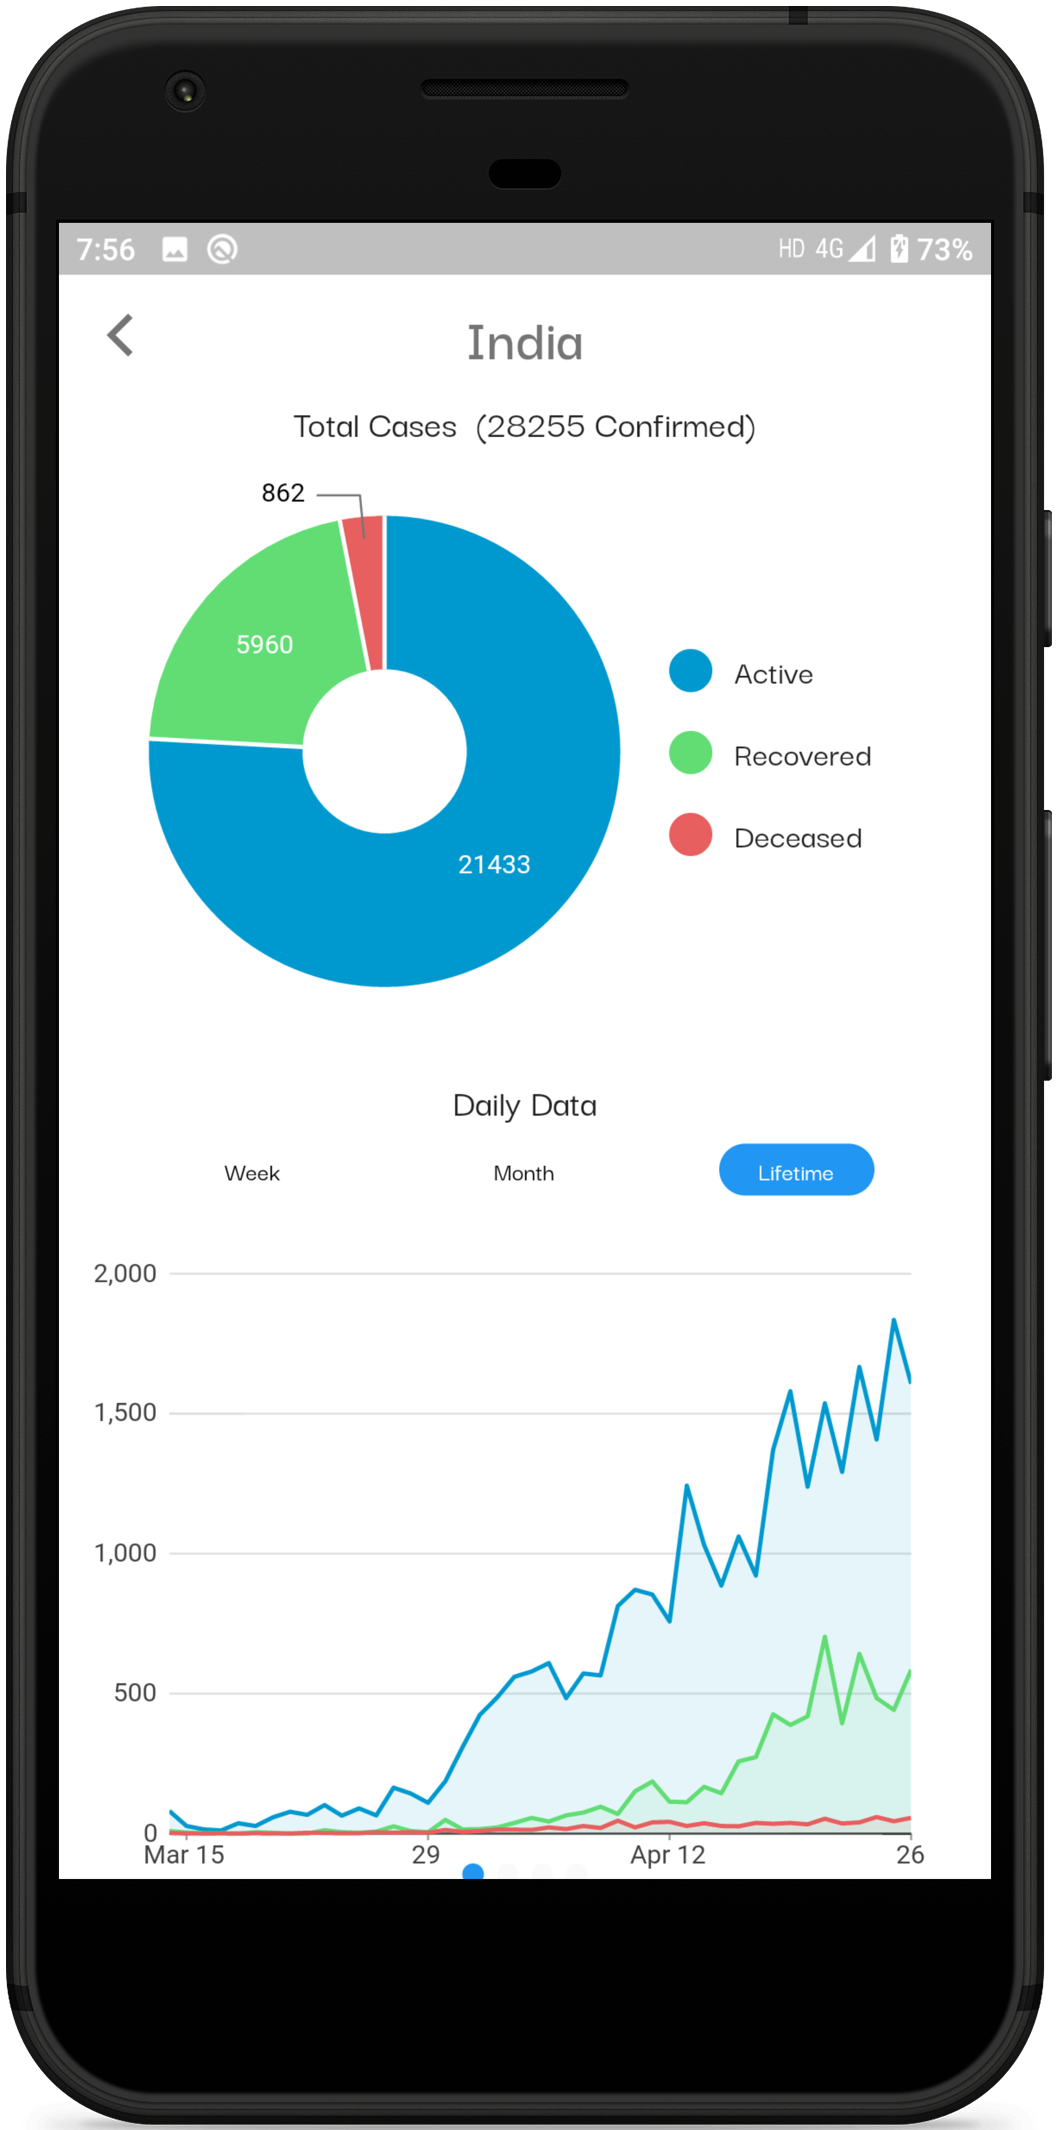 7:56 HD 4G 73%
India
Total Cases (28255 Confirmed)
862
5960
21433
Active
Recovered
Deceased
Daily Data
Week Month Lifetime
2,000
1,500
1,000
500
0
Mar 15 29 Apr 12 26